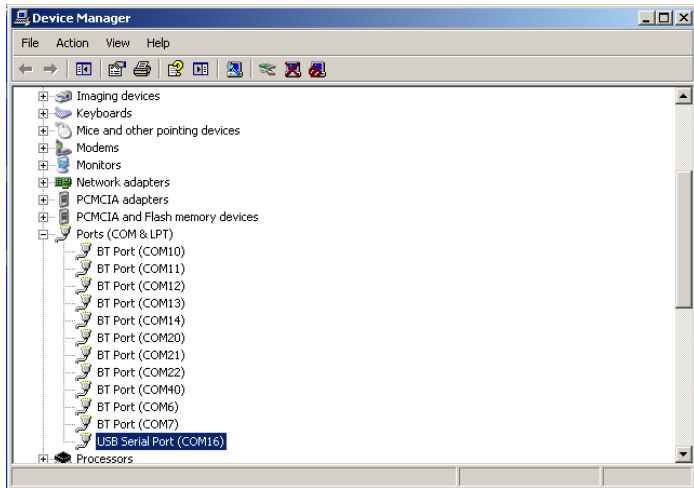 Device Manager
File Action View Help
Imaging devices
Keyboards
Mice and other pointing devices
Modems
Monitors
Network adapters
PCMCIA adapters
PCMCIA and Flash memory devices
Ports (COM & LPT)
BT Port (COM10)
BT Port (COM11)
BT Port (COM12)
BT Port (COM13)
BT Port (COM14)
BT Port (COM20)
BT Port (COM21)
BT Port (COM22)
BT Port (COM40)
BT Port (COM6)
BT Port (COM7)
USB Serial Port (COM16)
Processors